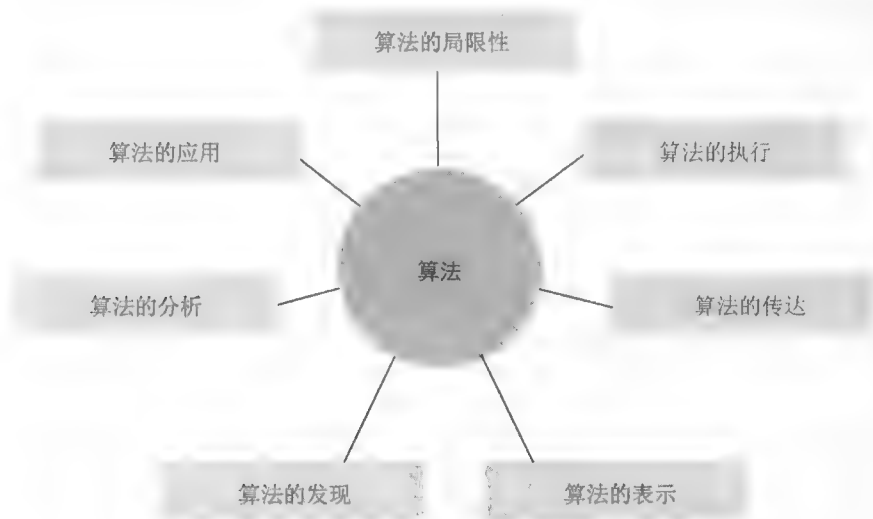 算法的局限性
算法的应用
算法的执行
算法
算法的分析
算法的传达
算法的发现
算法的表示